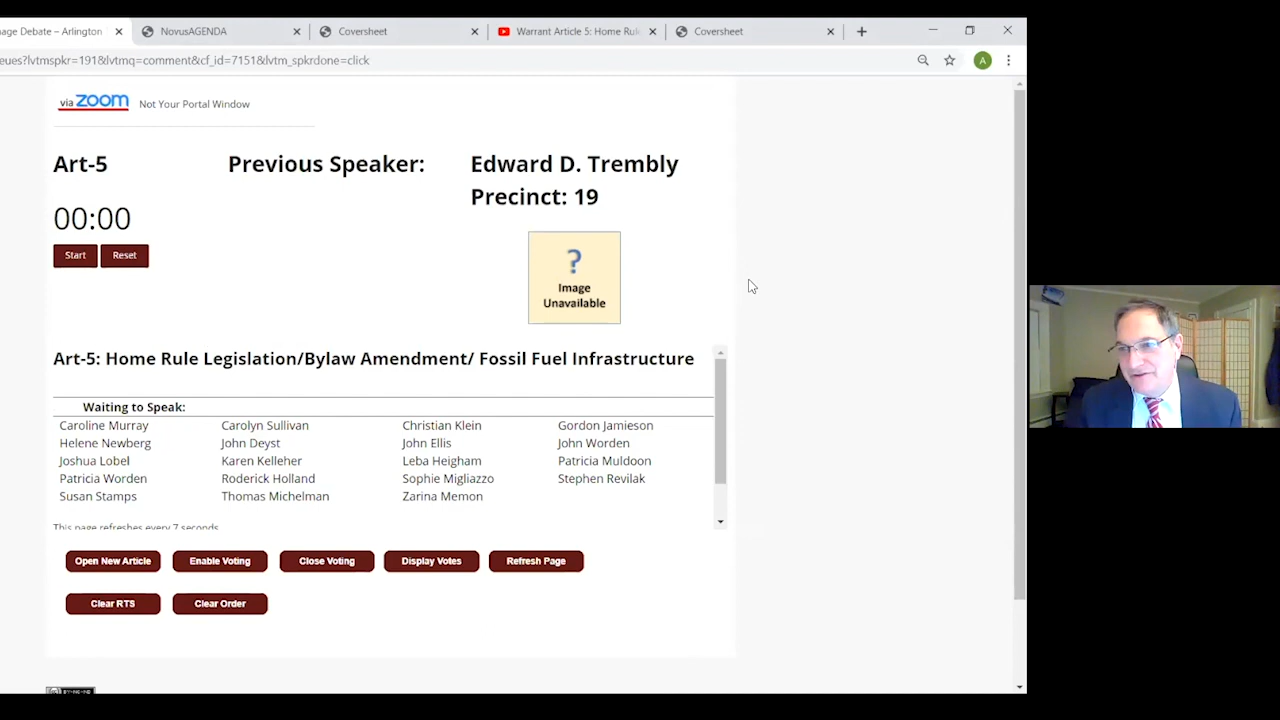 nage Debate – Arlington
NovusAGENDA
Coversheet
Warrant Article 5: Home Rule
Coversheet
eues?lvtmspkr=191&lvtmq=comment&cf_id=7151&lvtm_spkrdone=click
A
via zoom Not Your Portal Window
Art-5 Previous Speaker: Edward D. Trembly
Precinct: 19
00:00
Start Reset
?
Image
Unavailable
Art-5: Home Rule Legislation/Bylaw Amendment/ Fossil Fuel Infrastructure
Waiting to Speak:
Caroline Murray Carolyn Sullivan Christian Klein Gordon Jamieson
Helene Newberg John Deyst John Ellis John Worden
Joshua Lobel Karen Kelleher Leba Heigham Patricia Muldoon
Patricia Worden Roderick Holland Sophie Migliazzo Stephen Revilak
Susan Stamps Thomas Michelman Zarina Memon
This page refreshes every 7 seconds
Open New Article Enable Voting Close Voting Display Votes Refresh Page
Clear RTS Clear Order